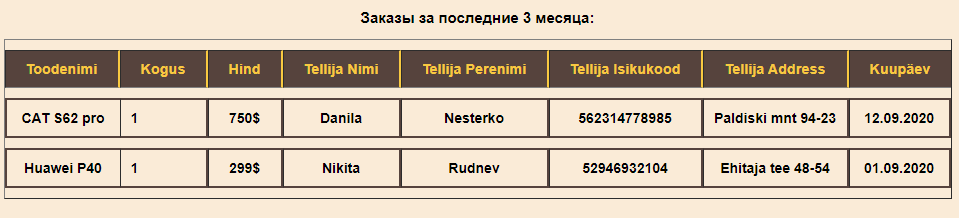 Заказы за последние 3 месяца:
Toodenimi Kogus Hind Tellija Nimi Tellija Perenimi Tellija Isikukood Tellija Address Kuupäev
CAT S62 pro 1 750$ Danila Nesterko 562314778985 Paldiski mnt 94-23 12.09.2020
Huawei P40 1 299$ Nikita Rudnev 52946932104 Ehitaja tee 48-54 01.09.2020